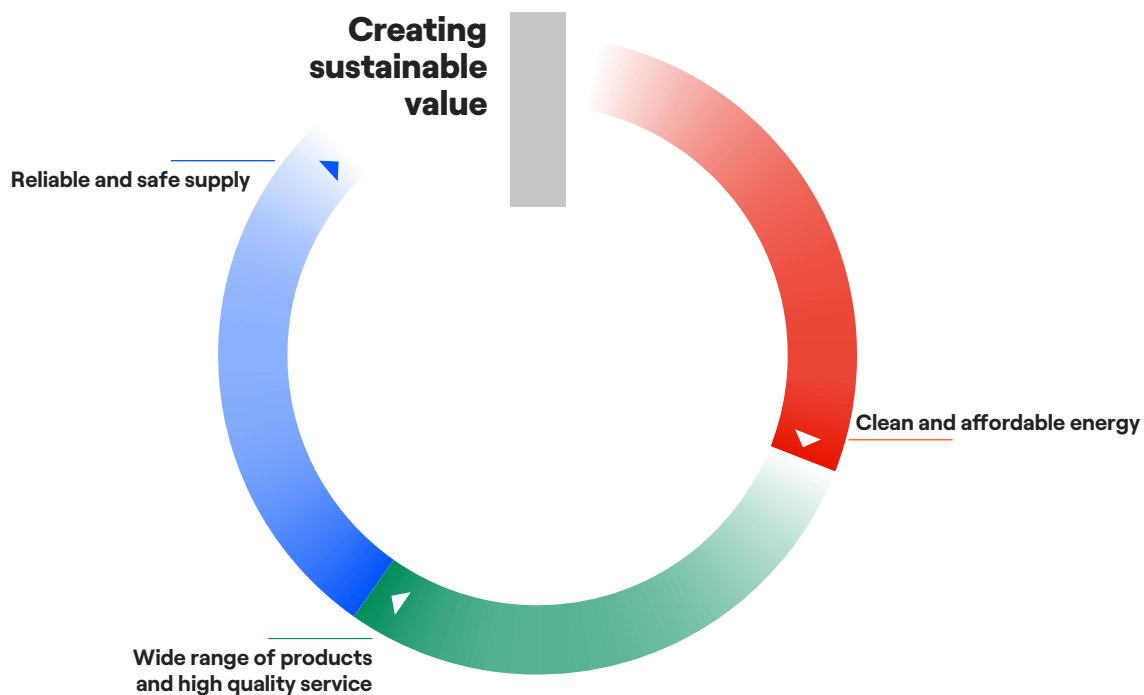 Creating
sustainable
value
Reliable and safe supply
Clean and affordable energy
Wide range of products
and high quality service